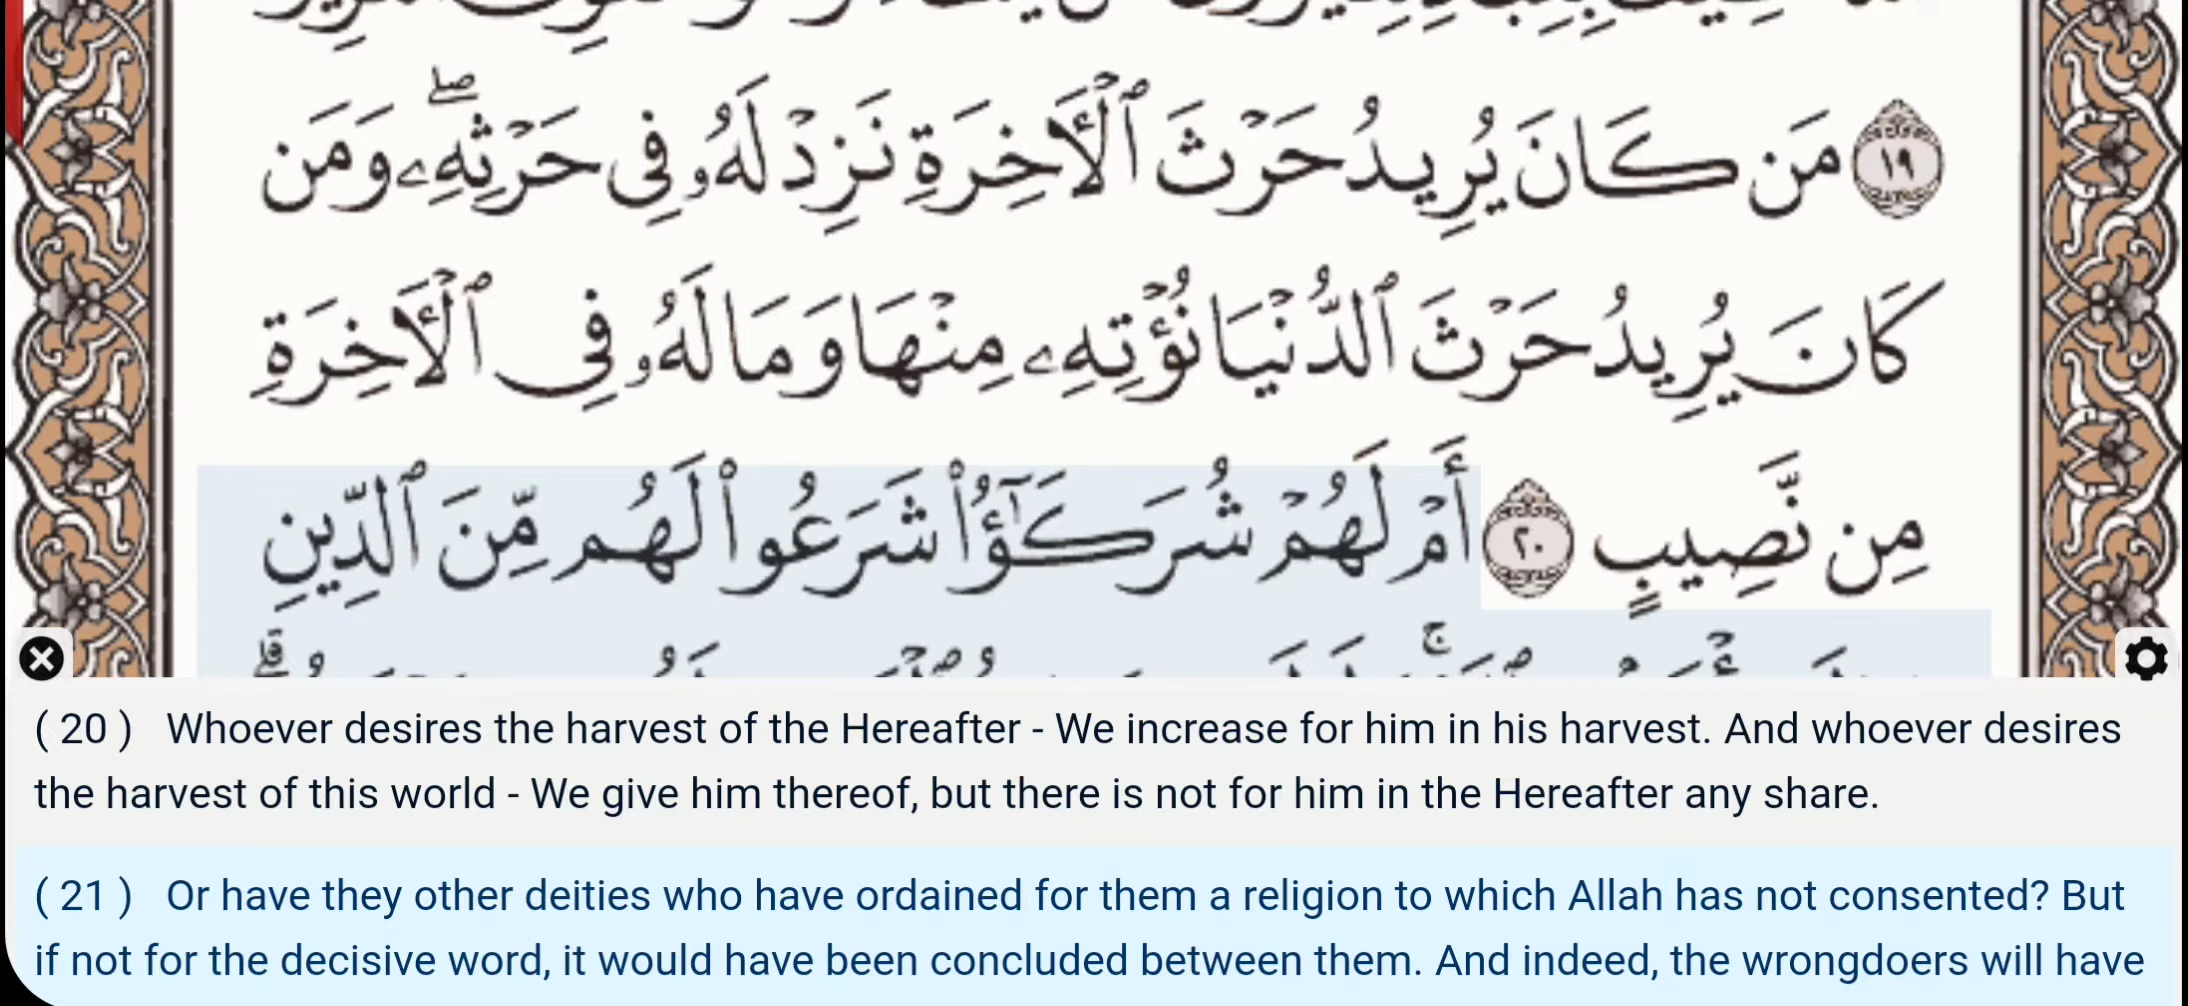 ١٩ مَن كَانَ يُرِيدُ حَرْثَ ٱلْأَخِرَةِ نَزِدْ لَهُۥ فِى حَرْثِهِۦ ۖ وَمَن
كَانَ يُرِيدُ حَرْثَ ٱلدُّنْيَا نُؤْتِهِۦ مِنْهَا وَمَا لَهُۥ فِى ٱلْأَخِرَةِ
مِن نَّصِيبٍ ٢٠ أَمْ لَهُمْ شُرَكَـٰٓؤُا۟ شَرَعُوا۟ لَهُم مِّنَ ٱلدِّينِ
( 20 ) Whoever desires the harvest of the Hereafter - We increase for him in his harvest. And whoever desires
the harvest of this world - We give him thereof, but there is not for him in the Hereafter any share.
( 21 ) Or have they other deities who have ordained for them a religion to which Allah has not consented? But
if not for the decisive word, it would have been concluded between them. And indeed, the wrongdoers will have